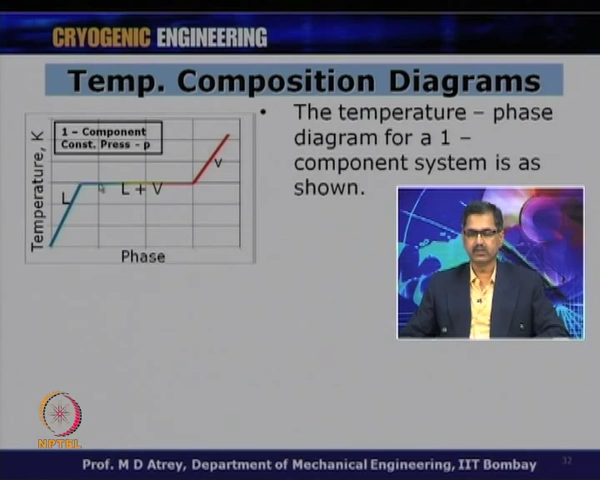 CRYOGENIC ENGINEERING
Temp. Composition Diagrams
1 – Component
Const. Press - p
Temperature, K
L
L + V
V
Phase
• The temperature – phase
diagram for a 1 –
component system is as
shown.
NPTEL
Prof. M D Atrey, Department of Mechanical Engineering, IIT Bombay
32